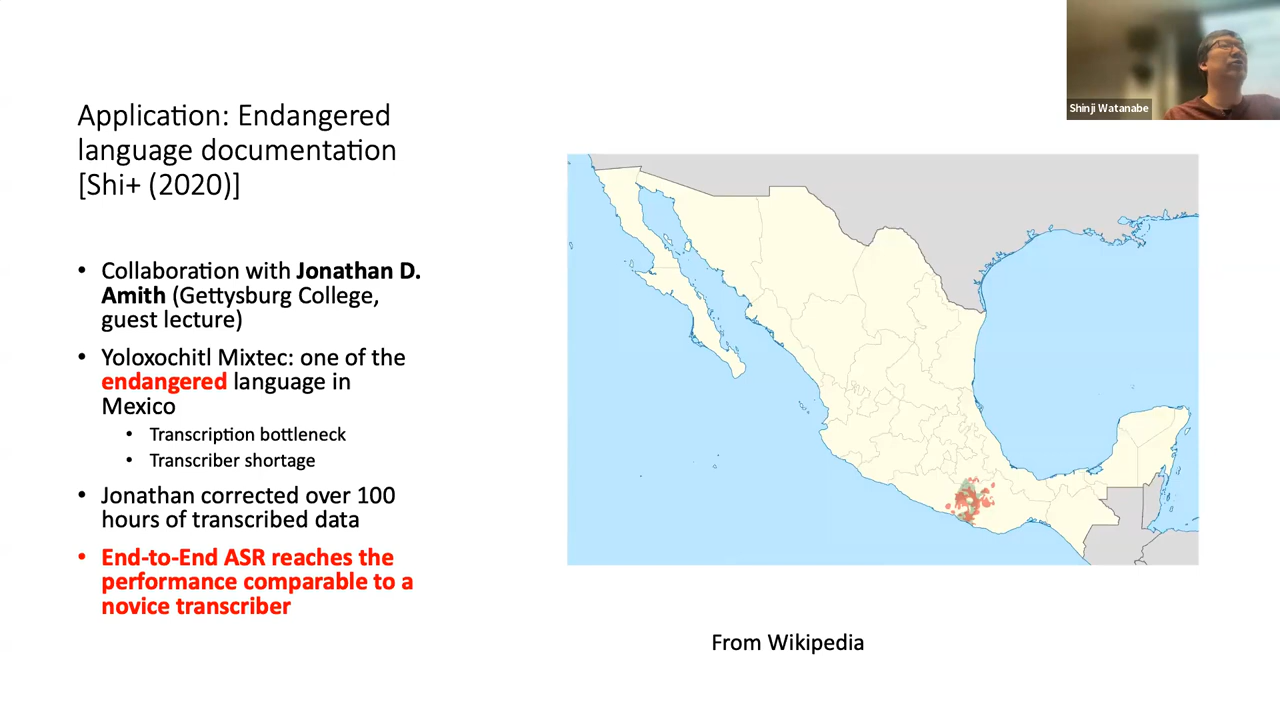 Shinji Watanabe
Application: Endangered
language documentation
[Shi+ (2020)]
• Collaboration with Jonathan D.
Amith (Gettysburg College,
guest lecture)
• Yoloxochitl Mixtec: one of the
endangered language in
Mexico
• Transcription bottleneck
• Transcriber shortage
• Jonathan corrected over 100
hours of transcribed data
• End-to-End ASR reaches the
performance comparable to a
novice transcriber
From Wikipedia